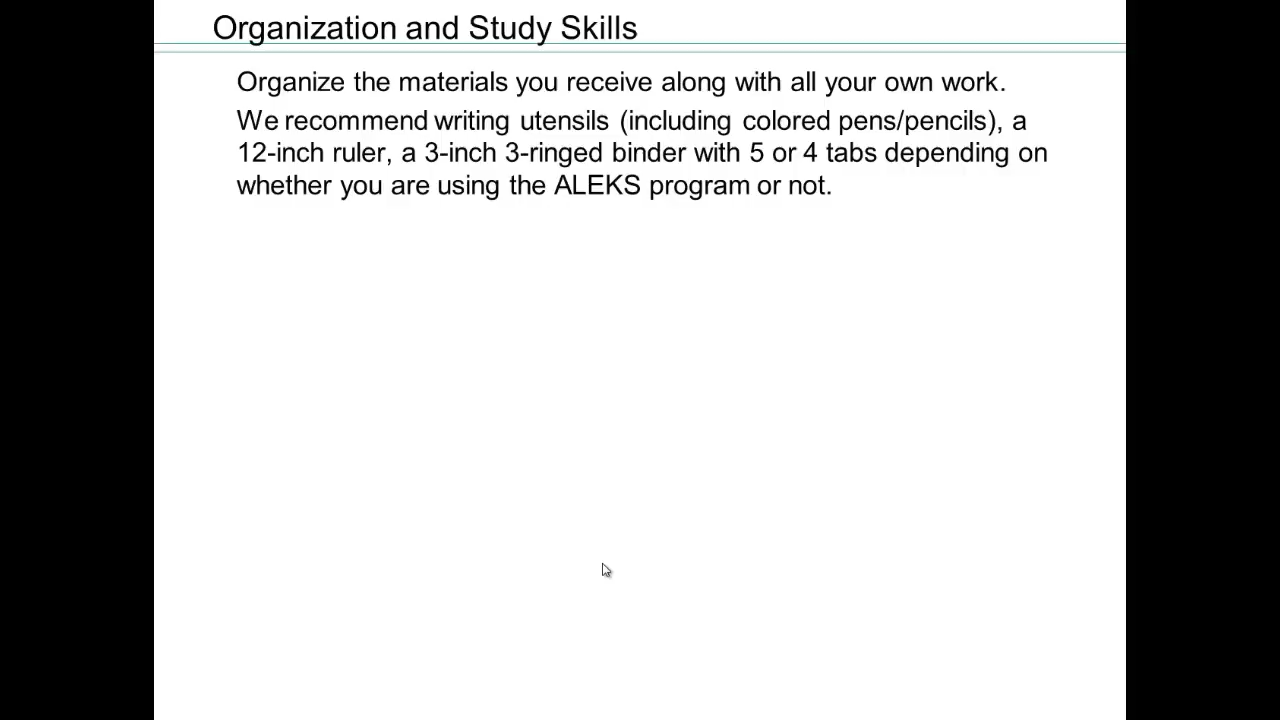 Organization and Study Skills
Organize the materials you receive along with all your own work.
We recommend writing utensils (including colored pens/pencils), a
12-inch ruler, a 3-inch 3-ringed binder with 5 or 4 tabs depending on
whether you are using the ALEKS program or not.